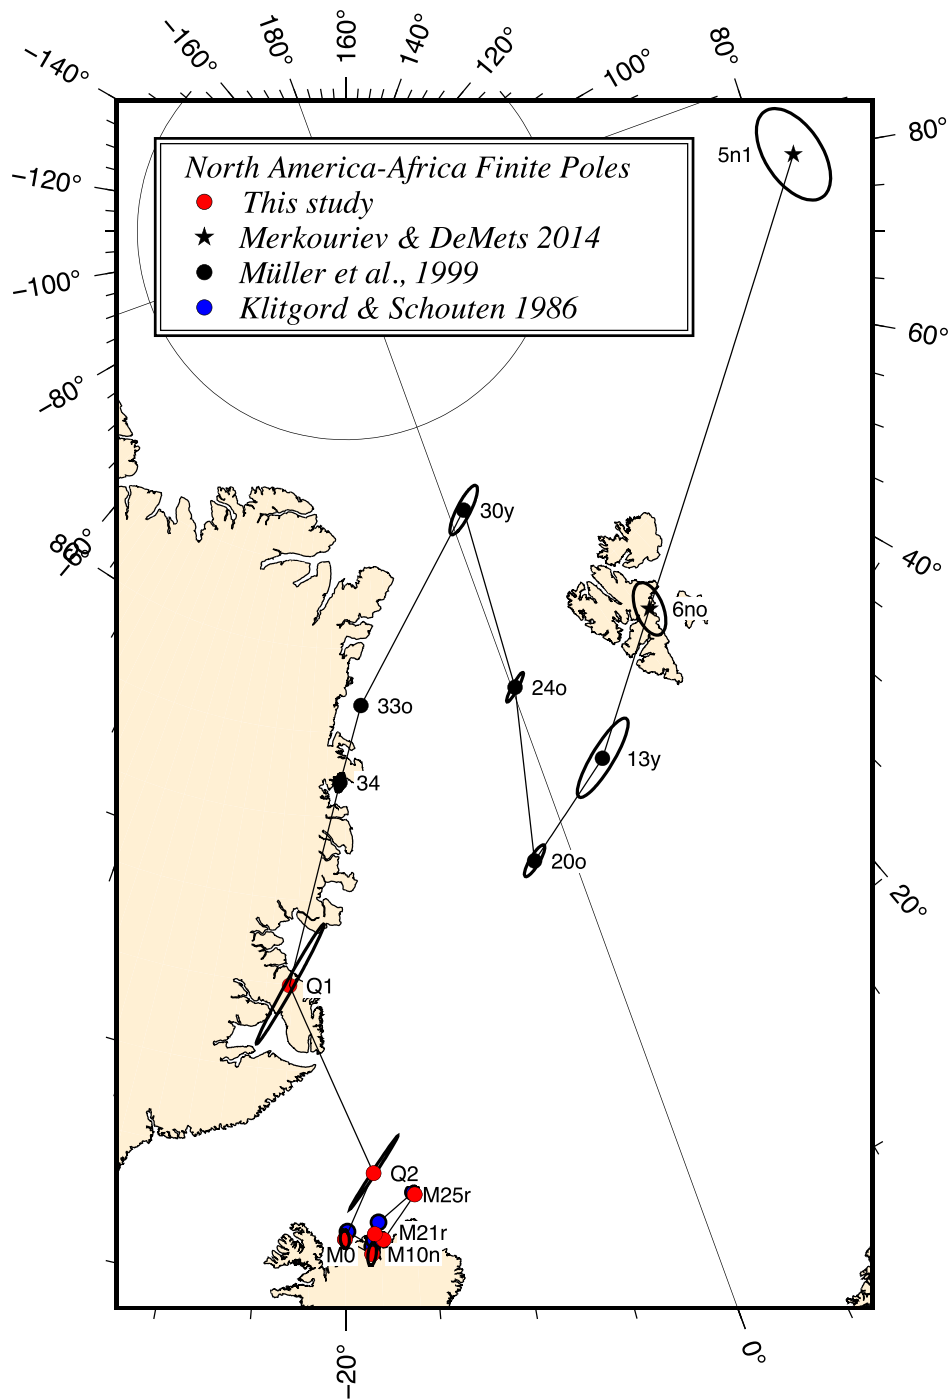 −140°
−160°
180°
160°
140°
120°
100°
80°
80°
−120°
60°
−100°
−80°
40°
−60°
20°
North America-Africa Finite Poles
This study
Merkouriev & DeMets 2014
Müller et al., 1999
Klitgord & Schouten 1986
5n1
30y
6no
24o
33o
13y
34
20o
Q1
Q2
M25r
M21r
M0
M10n
−20°
0°